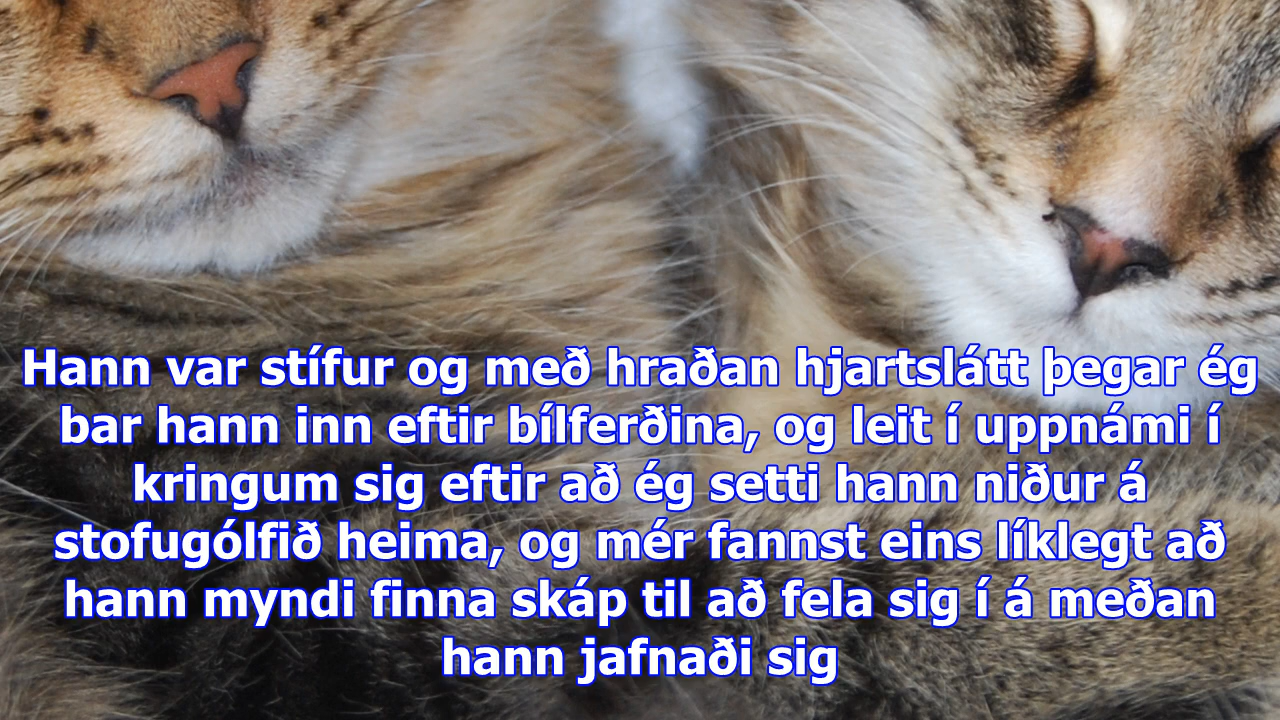 Hann var stífur og með hraðan hjartslátt þegar ég
bar hann inn eftir bílferðina, og leit í uppnámi í
kringum sig eftir að ég setti hann niður á
stofugólfið heima, og mér fannst eins líklegt að
hann myndi finna skáp til að fela sig í á meðan
hann jafnaði sig